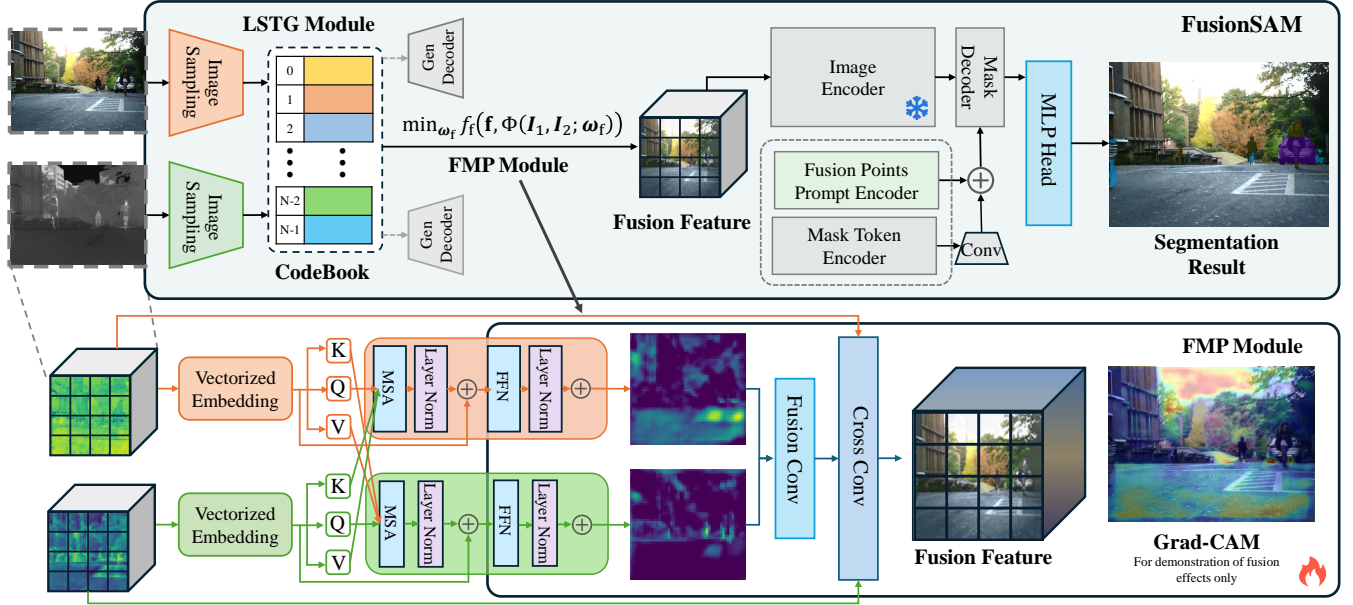 LSTG Module
FusionSAM
Image
Sampling
Gen
Decoder
0
1
2
N-2
N-1
Image
Sampling
Gen
Decoder
CodeBook
min_{ω_f} f_f(f, Φ(I_1, I_2; ω_f))
FMP Module
Fusion Feature
Image
Encoder
Mask
Decoder
MLP Head
Fusion Points
Prompt Encoder
Mask Token
Encoder
Conv
Segmentation
Result
FMP Module
Vectorized
Embedding
K
Q
V
MSA
Layer Norm
FFN
Layer Norm
Vectorized
Embedding
K
Q
V
MSA
Layer Norm
FFN
Layer Norm
Fusion Conv
Cross Conv
Fusion Feature
Grad-CAM
For demonstration of fusion
effects only